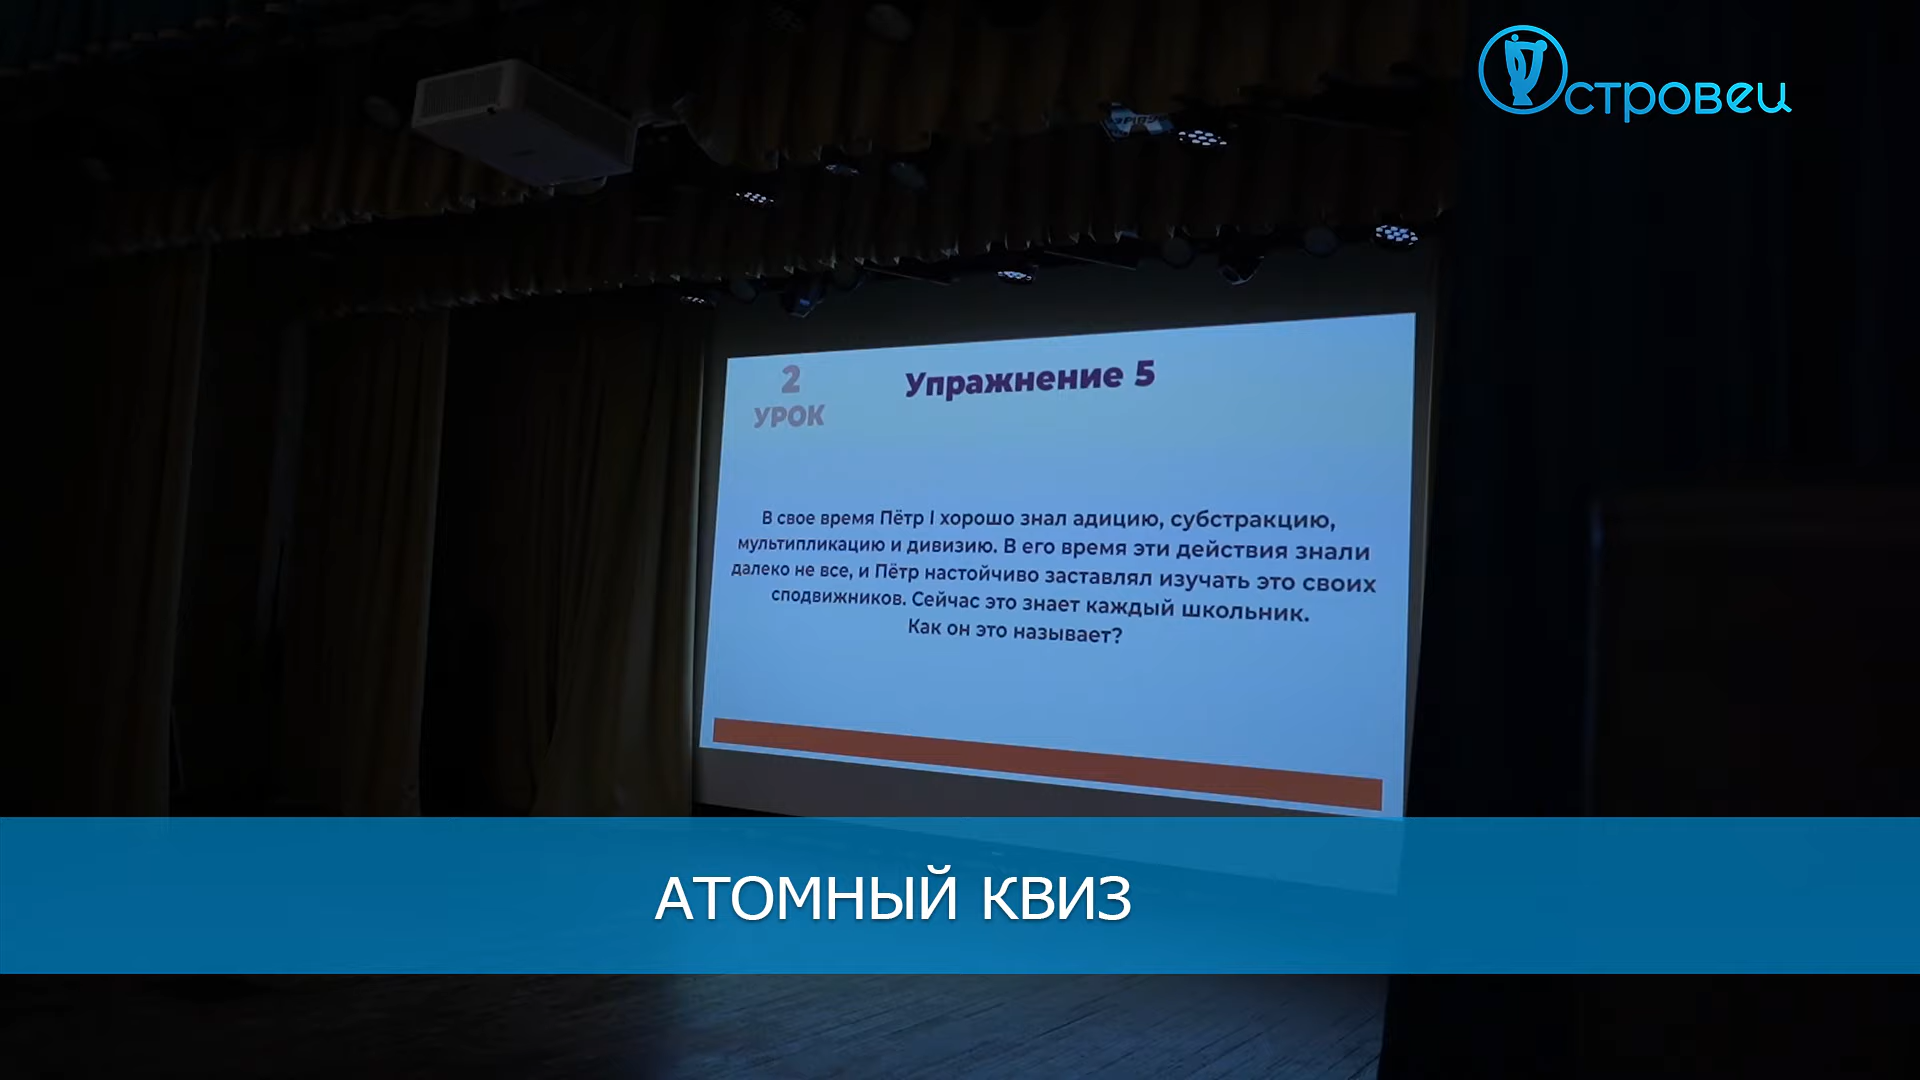 Островец
2
УРОК
Упражнение 5
В свое время Пётр I хорошо знал адицию, субстракцию,
мультипликацию и дивизию. В его время эти действия знали
далеко не все, и Пётр настойчиво заставлял изучать это своих
сподвижников. Сейчас это знает каждый школьник.
Как он это называет?
АТОМНЫЙ КВИЗ